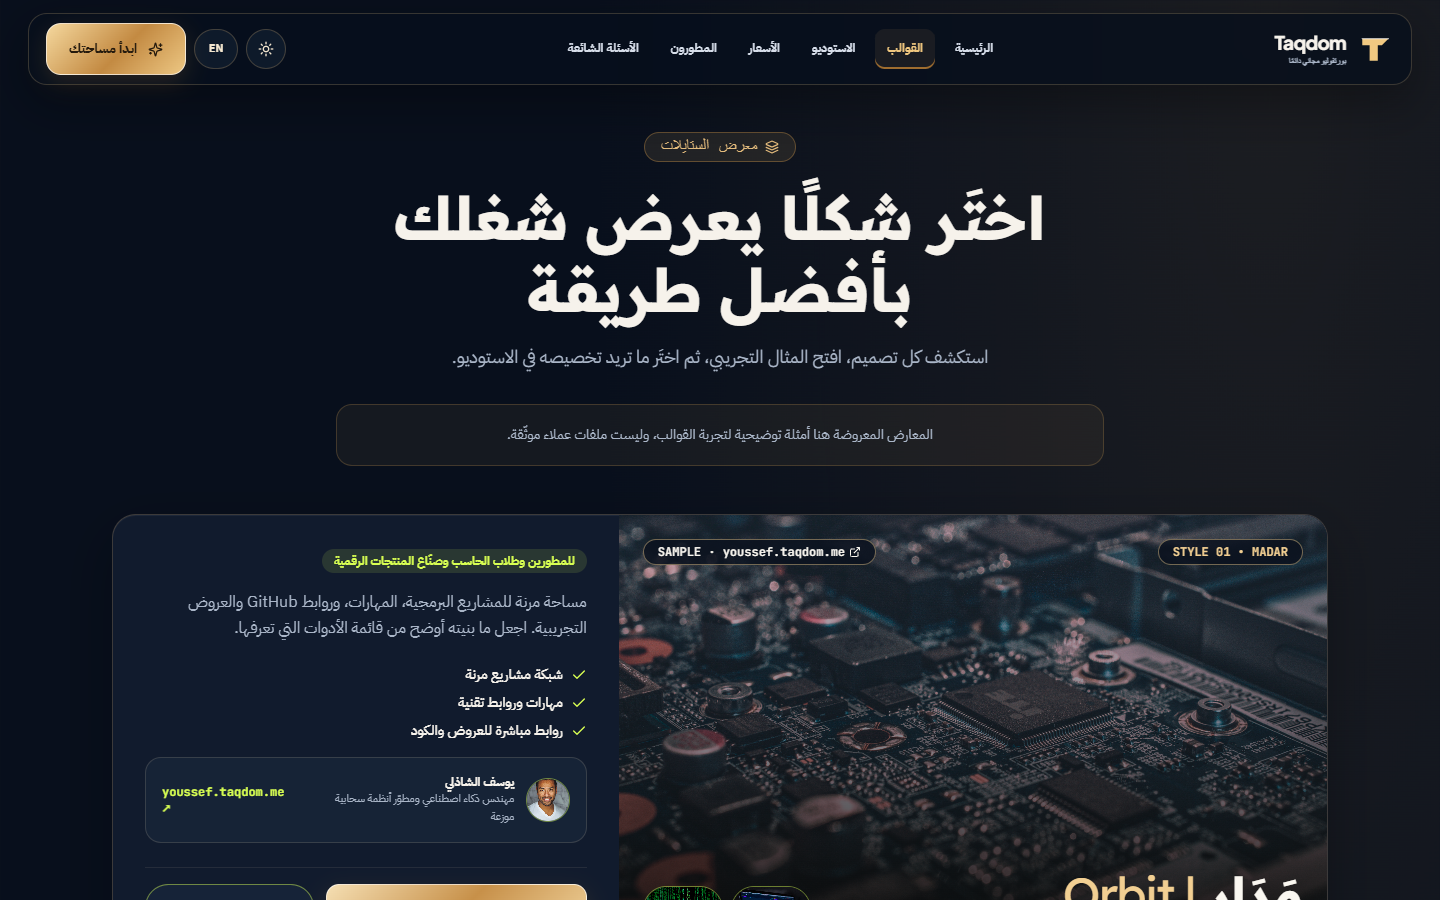 Taqdom
بورتفوليو مجاني دائمًا
الرئيسية
القوالب
الاستوديو
الأسعار
المطورون
الأسئلة الشائعة
EN
ابدأ مساحتك
معرض الستايلات
اختَر شكلًا يعرض شغلك
بأفضل طريقة
استكشف كل تصميم، افتح المثال التجريبي، ثم اختَر ما تريد تخصيصه في الاستوديو.
المعارض المعروضة هنا أمثلة توضيحية لتجربة القوالب، وليست ملفات عملاء موثّقة.
STYLE 01 • MADAR
SAMPLE · youssef.taqdom.me
مَدَار | Orbit
للمطورين وطلاب الحاسب وصنّاع المنتجات الرقمية
مساحة مرنة للمشاريع البرمجية، المهارات، وروابط GitHub والعروض
التجريبية. اجعل ما بنيته أوضح من قائمة الأدوات التي تعرفها.
شبكة مشاريع مرنة
مهارات وروابط تقنية
روابط مباشرة للعروض والكود
يوسف الشاذلي
مهندس ذكاء اصطناعي ومطوّر أنظمة سحابية
موزعة
youssef.taqdom.me
↗